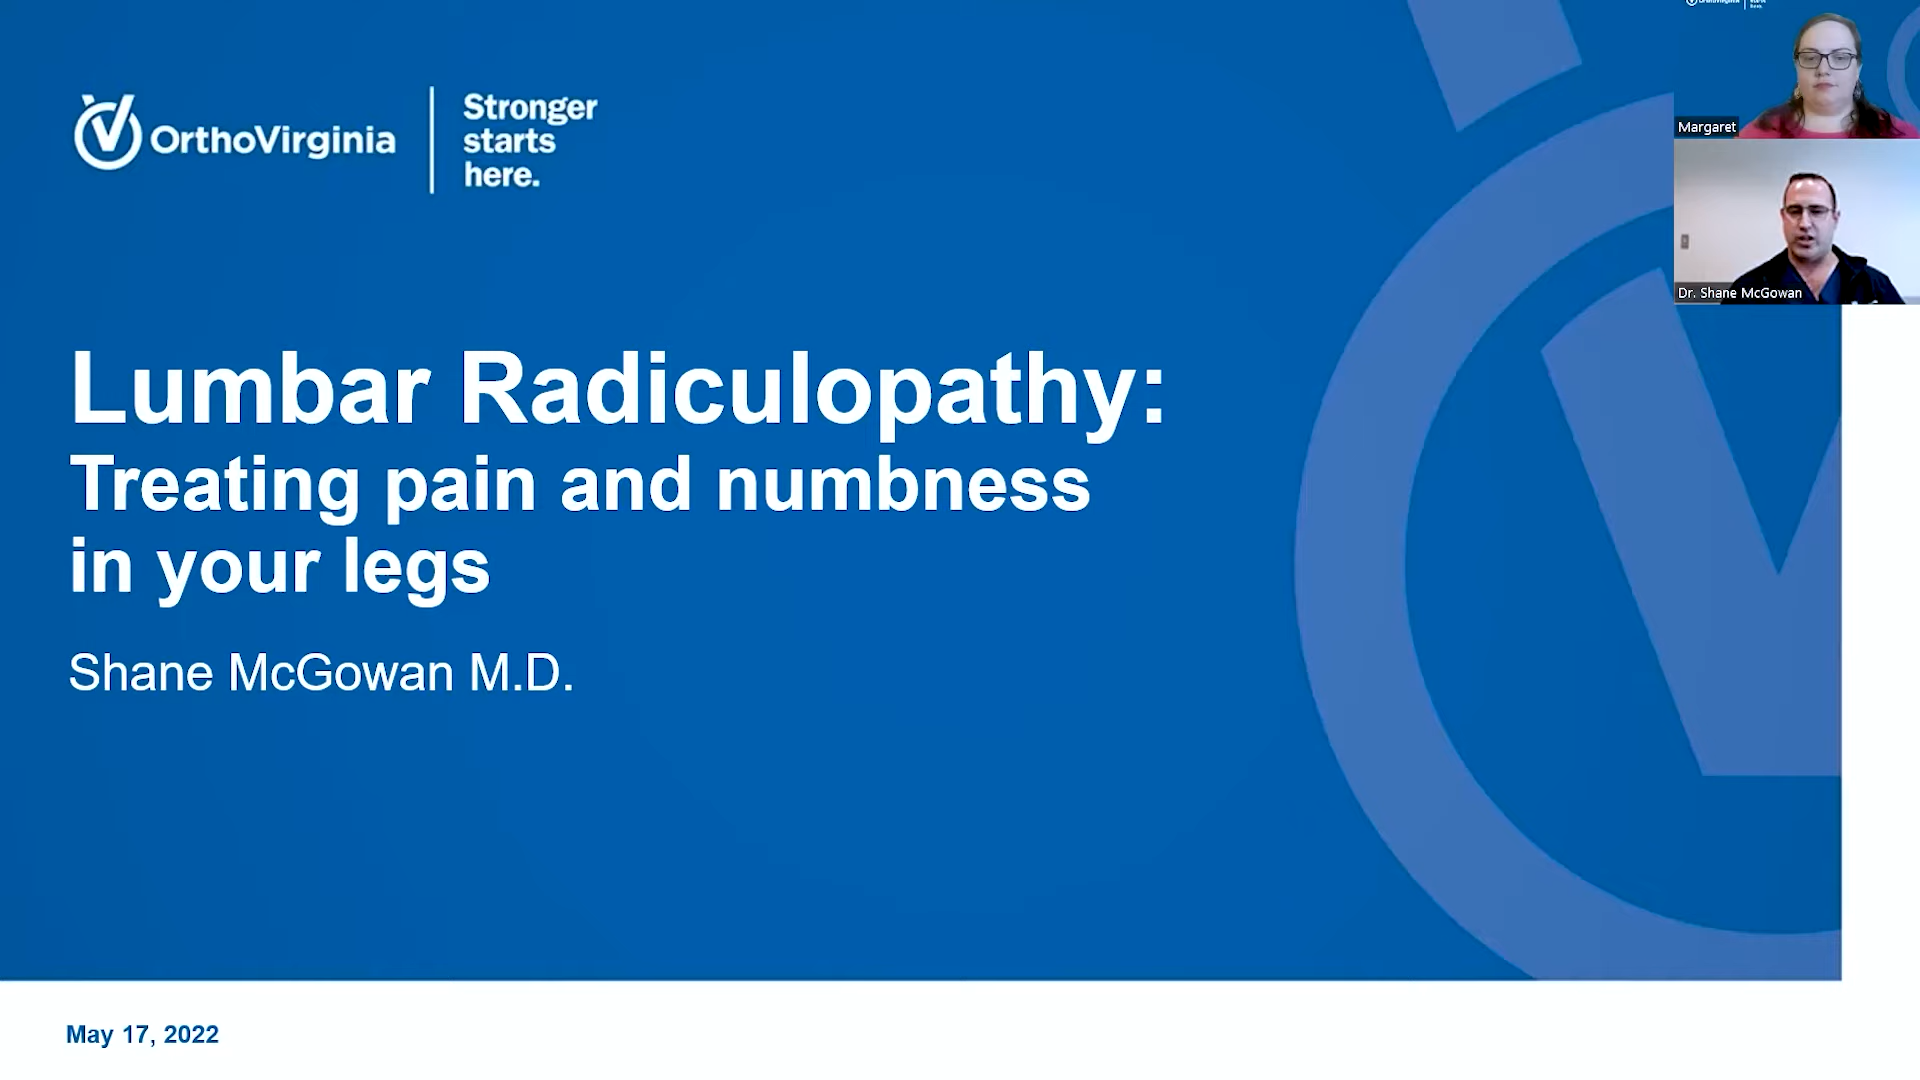 OrthoVirginia
Stronger
starts
here.
Lumbar Radiculopathy:
Treating pain and numbness
in your legs
Shane McGowan M.D.
May 17, 2022
Margaret
Dr. Shane McGowan